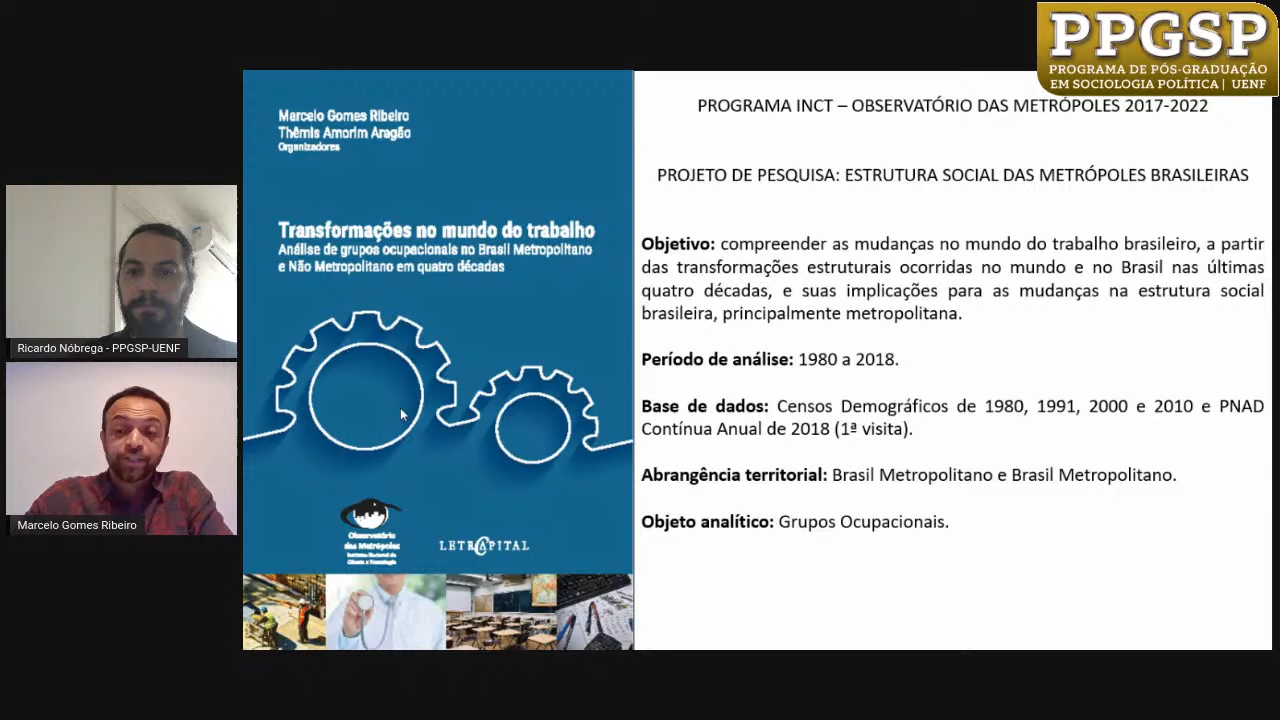 PPGSP
PROGRAMA DE PÓS-GRADUAÇÃO
EM SOCIOLOGIA POLÍTICA | UENF
Ricardo Nóbrega - PPGSP-UENF
Marcelo Gomes Ribeiro
Marcelo Gomes Ribeiro
Thêmis Amorim Aragão
Organizadores
Transformações no mundo do trabalho
Análise de grupos ocupacionais no Brasil Metropolitano
e Não Metropolitano em quatro décadas
Observatório
das Metrópoles
Instituto Nacional de
Ciência e Tecnologia
LETRACAPITAL
PROGRAMA INCT – OBSERVATÓRIO DAS METRÓPOLES 2017-2022
PROJETO DE PESQUISA: ESTRUTURA SOCIAL DAS METRÓPOLES BRASILEIRAS
Objetivo: compreender as mudanças no mundo do trabalho brasileiro, a partir
das transformações estruturais ocorridas no mundo e no Brasil nas últimas
quatro décadas, e suas implicações para as mudanças na estrutura social
brasileira, principalmente metropolitana.
Período de análise: 1980 a 2018.
Base de dados: Censos Demográficos de 1980, 1991, 2000 e 2010 e PNAD
Contínua Anual de 2018 (1ª visita).
Abrangência territorial: Brasil Metropolitano e Brasil Metropolitano.
Objeto analítico: Grupos Ocupacionais.